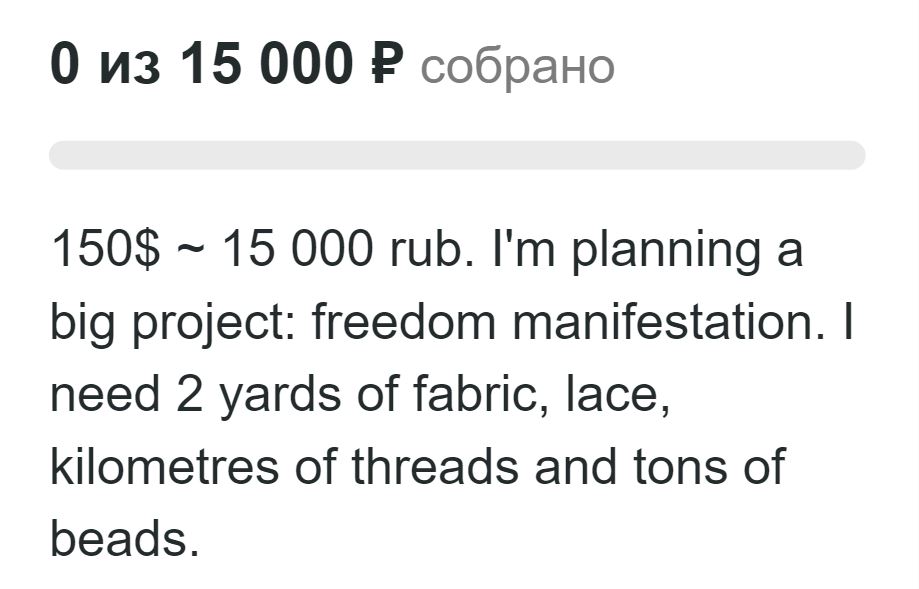 0 из 15 000 ₽ собрано
150$ ~ 15 000 rub. I'm planning a
big project: freedom manifestation. I
need 2 yards of fabric, lace,
kilometres of threads and tons of
beads.